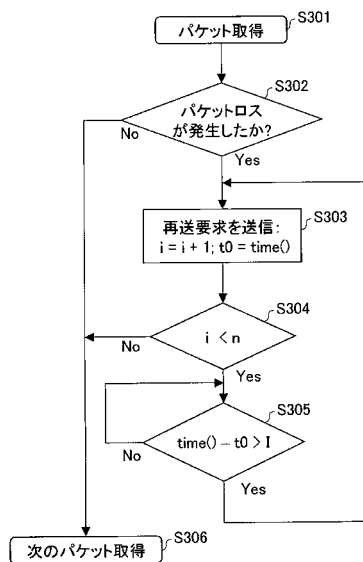 S301
パケット取得
S302
パケットロス
が発生したか?
No
Yes
再送要求を送信:
i = i + 1; t0 = time()
S303
S304
i < n
No
Yes
S305
time() − t0 > I
No
Yes
S306
次のパケット取得